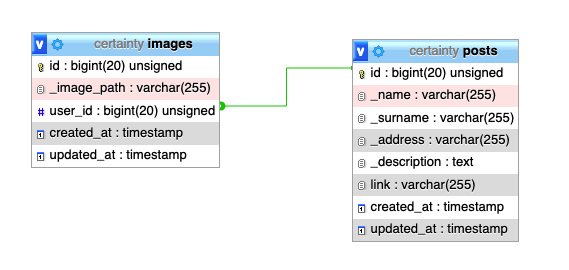 v certainty images
id : bigint(20) unsigned
_image_path : varchar(255)
# user_id : bigint(20) unsigned
created_at : timestamp
updated_at : timestamp
v certainty posts
id : bigint(20) unsigned
_name : varchar(255)
_surname : varchar(255)
_address : varchar(255)
_description : text
link : varchar(255)
created_at : timestamp
updated_at : timestamp